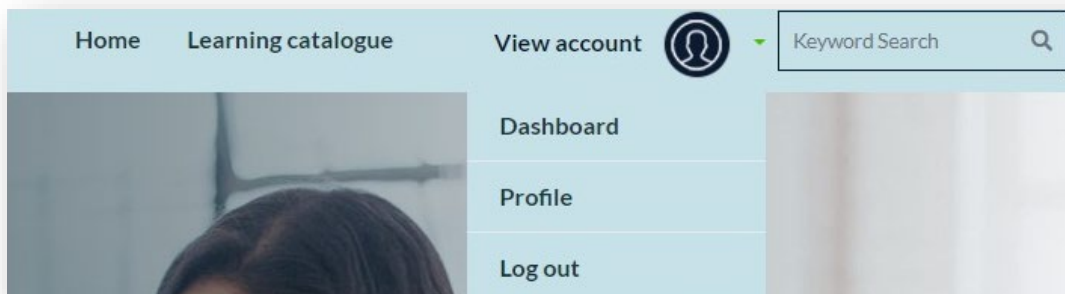 Home Learning catalogue View account Keyword Search
Dashboard
Profile
Log out